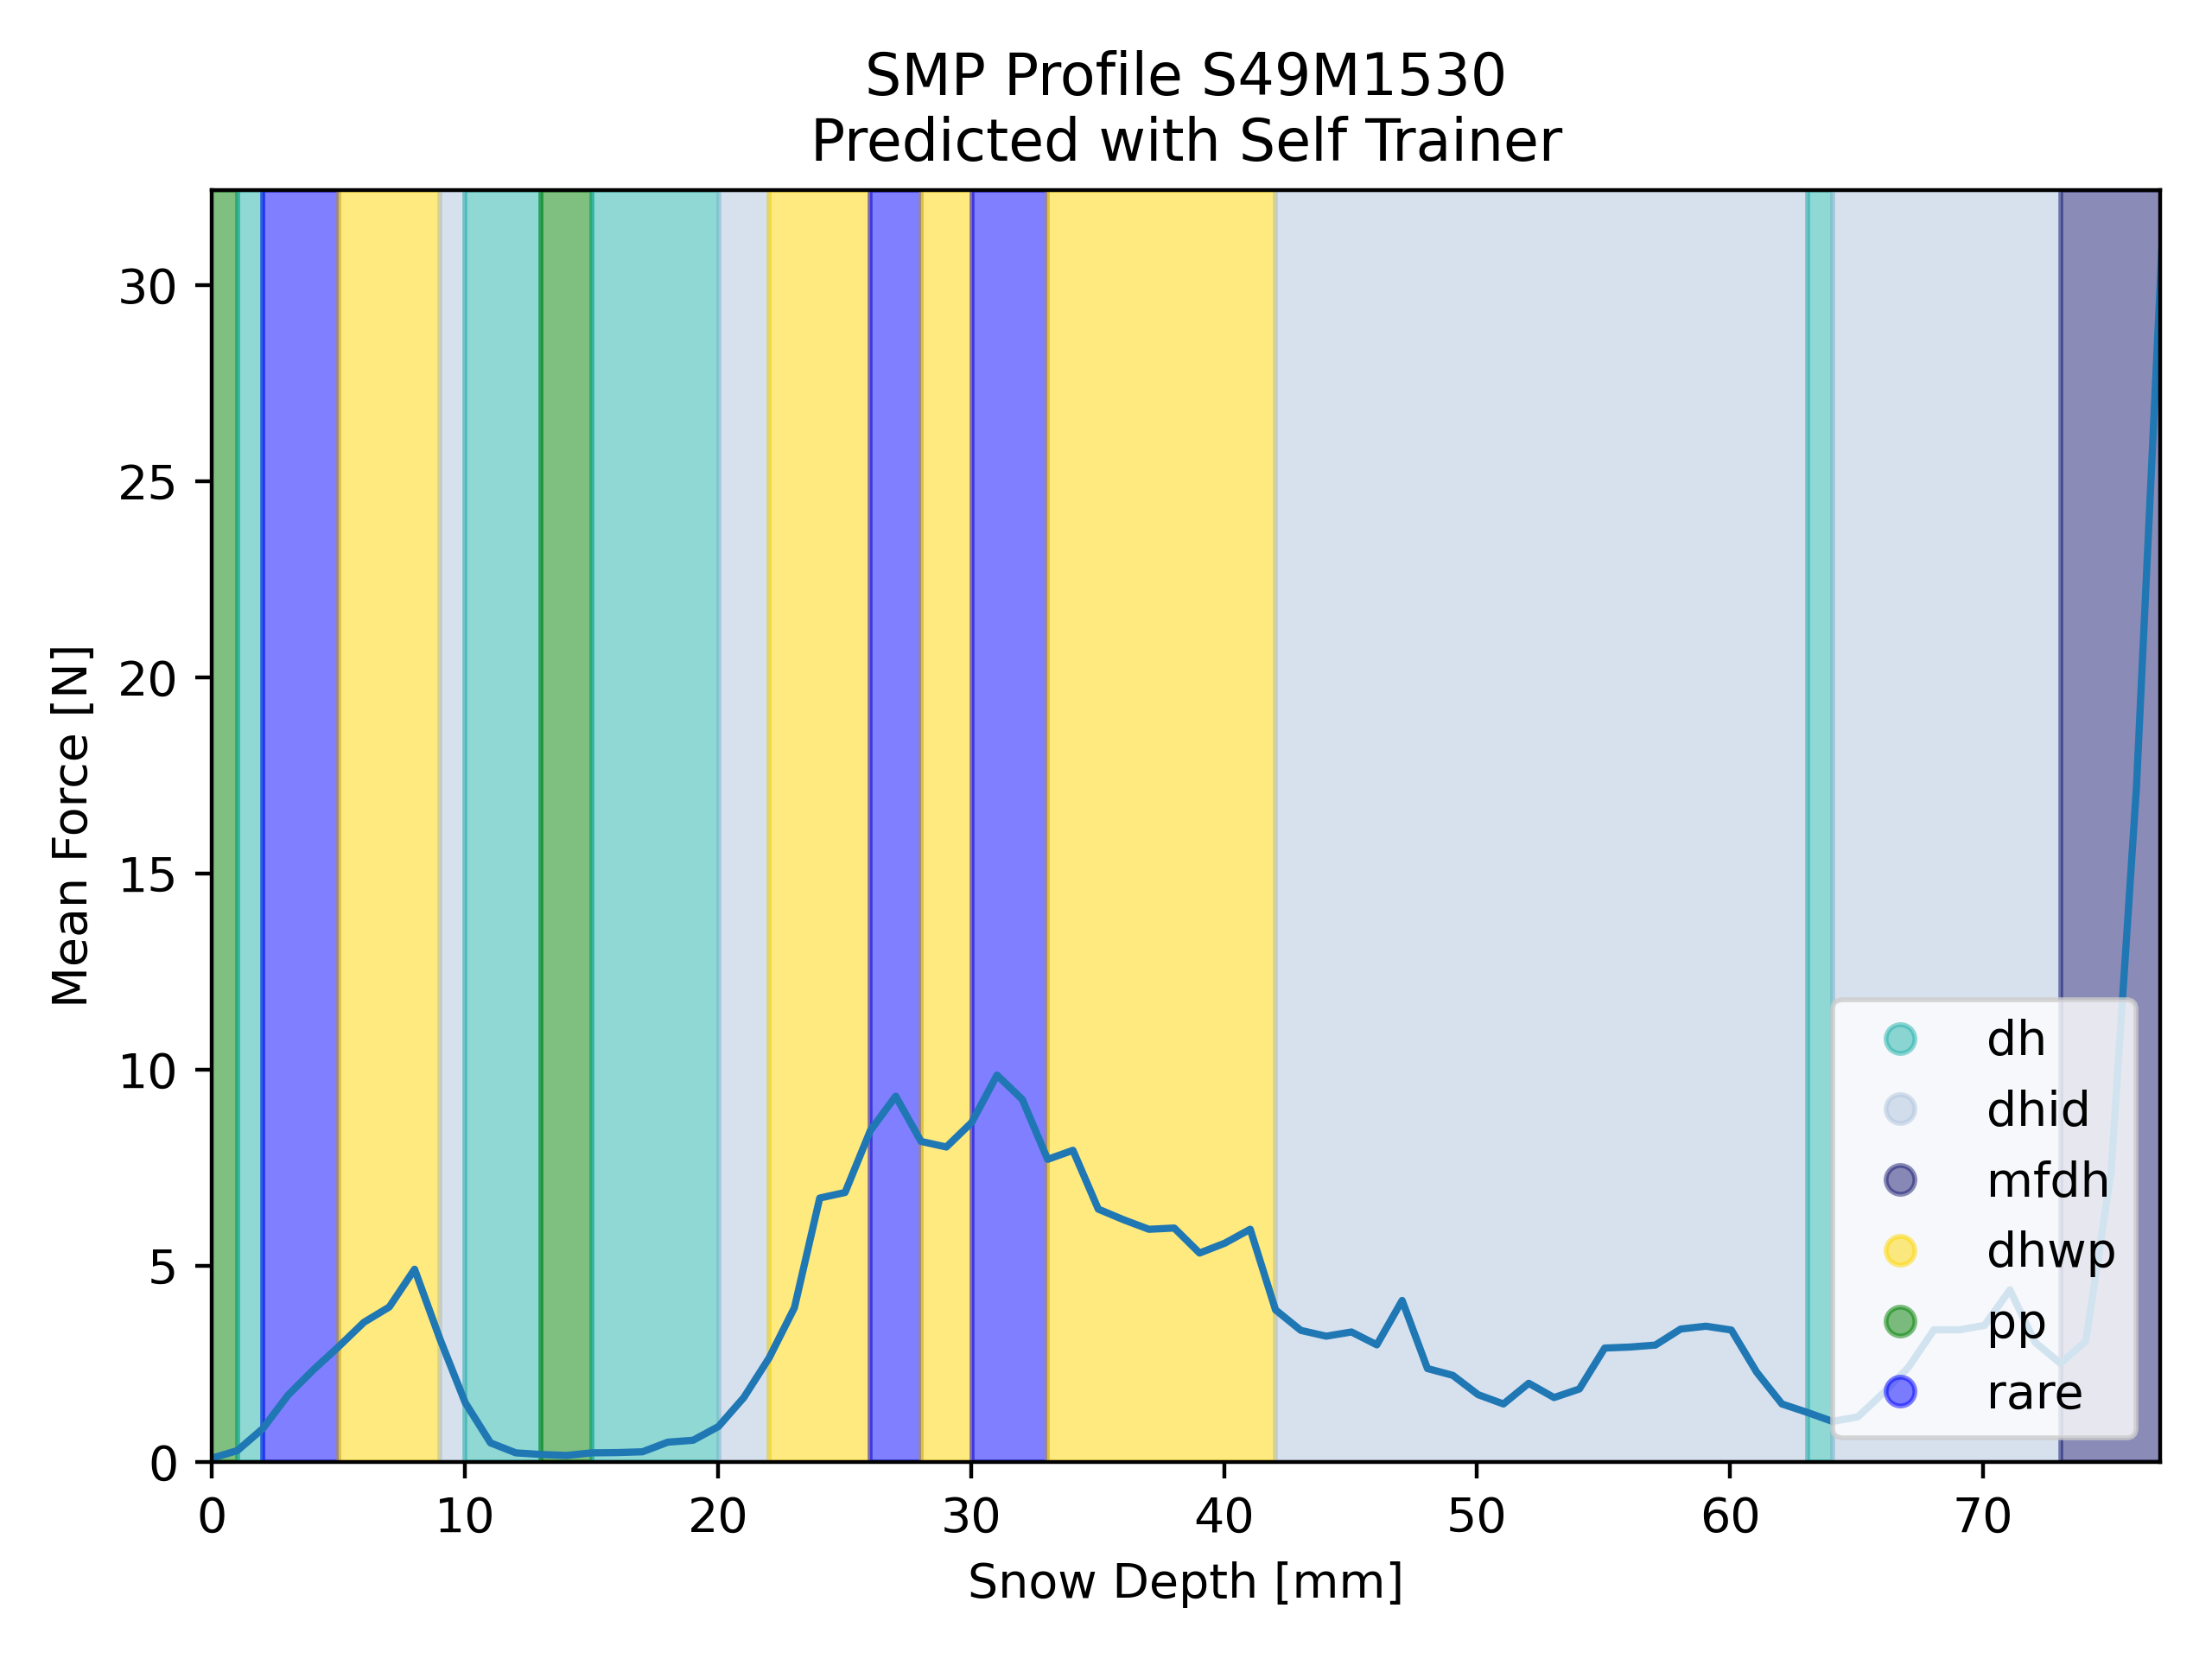 SMP Profile S49M1530
Predicted with Self Trainer
Mean Force [N]
30
25
20
15
10
5
0
0 10 20 30 40 50 60 70
Snow Depth [mm]
dh
dhid
mfdh
dhwp
pp
rare